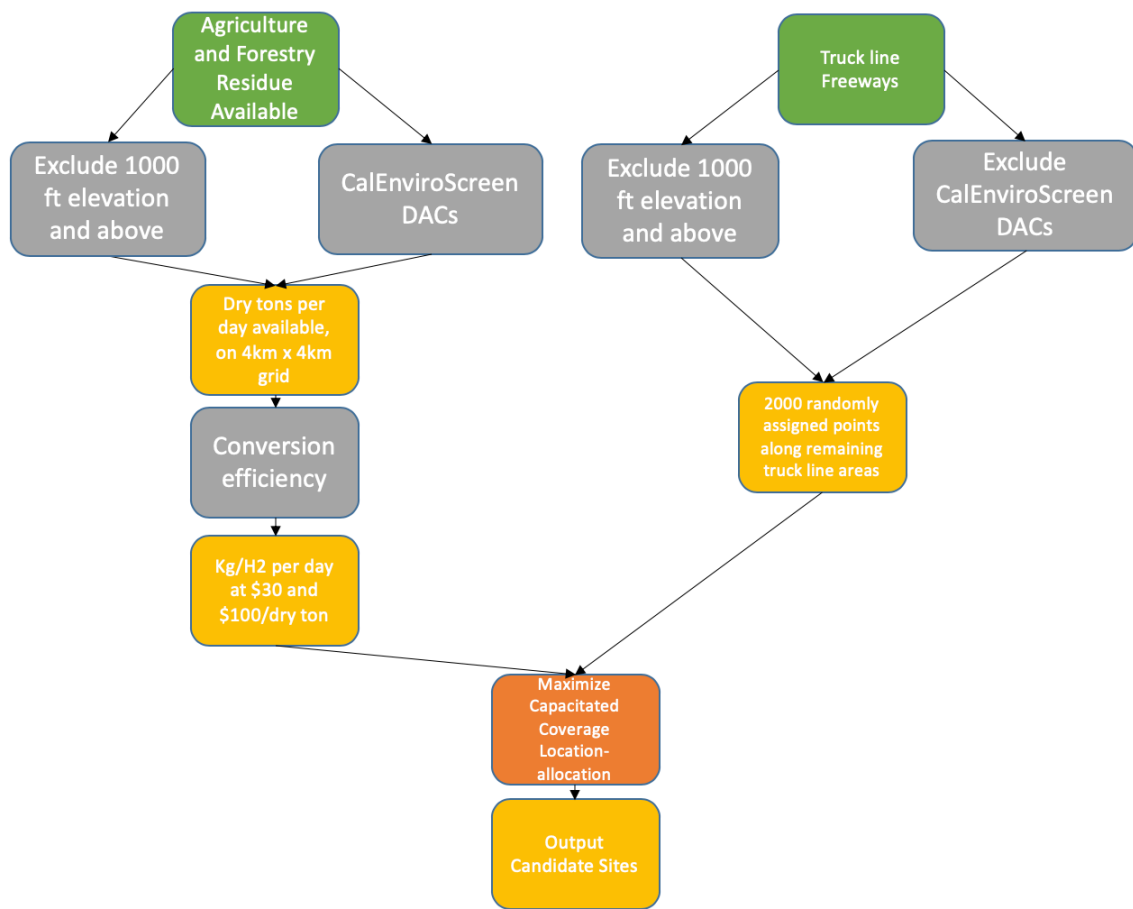 Agriculture
and Forestry
Residue
Available
Truck line
Freeways
Exclude 1000
ft elevation
and above
CalEnviroScreen
DACs
Exclude 1000
ft elevation
and above
Exclude
CalEnviroScreen
DACs
Dry tons per
day available,
on 4km x 4km
grid
2000 randomly
assigned points
along remaining
truck line areas
Conversion
efficiency
Kg/H2 per day
at $30 and
$100/dry ton
Maximize
Capacitated
Coverage
Location-
allocation
Output
Candidate Sites